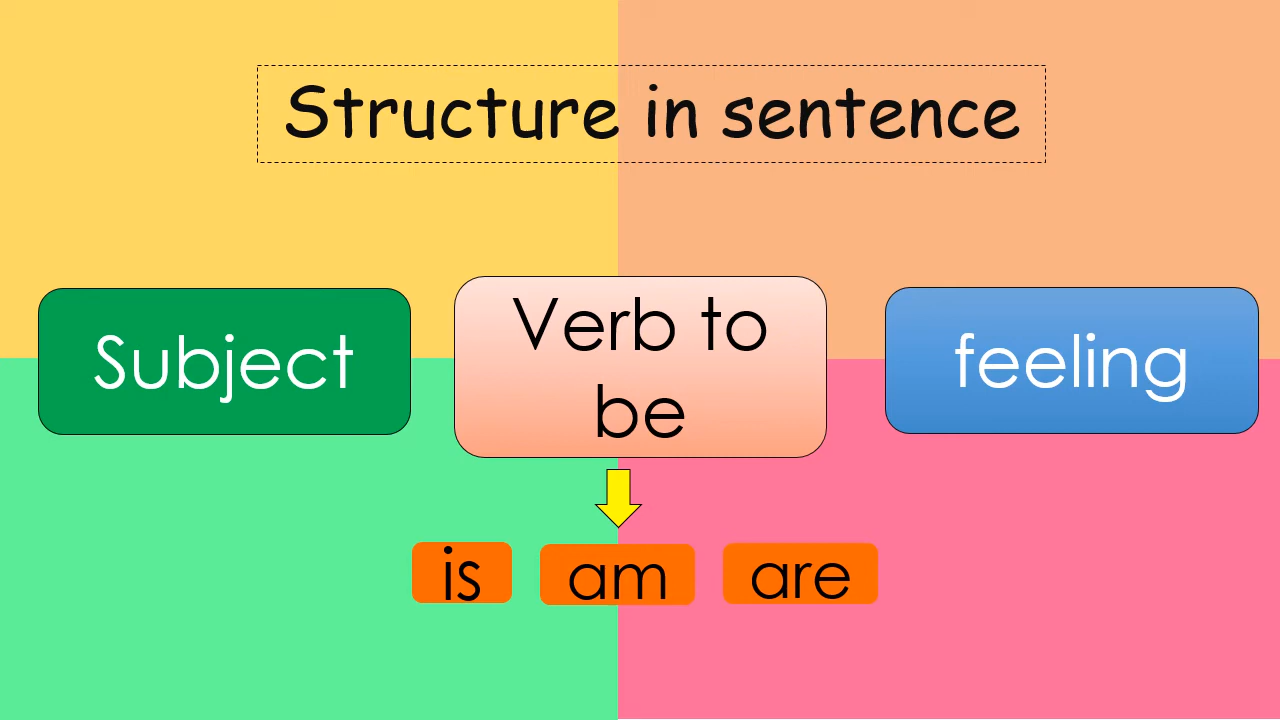 Structure in sentence
Subject
Verb to
be
feeling
is
am
are